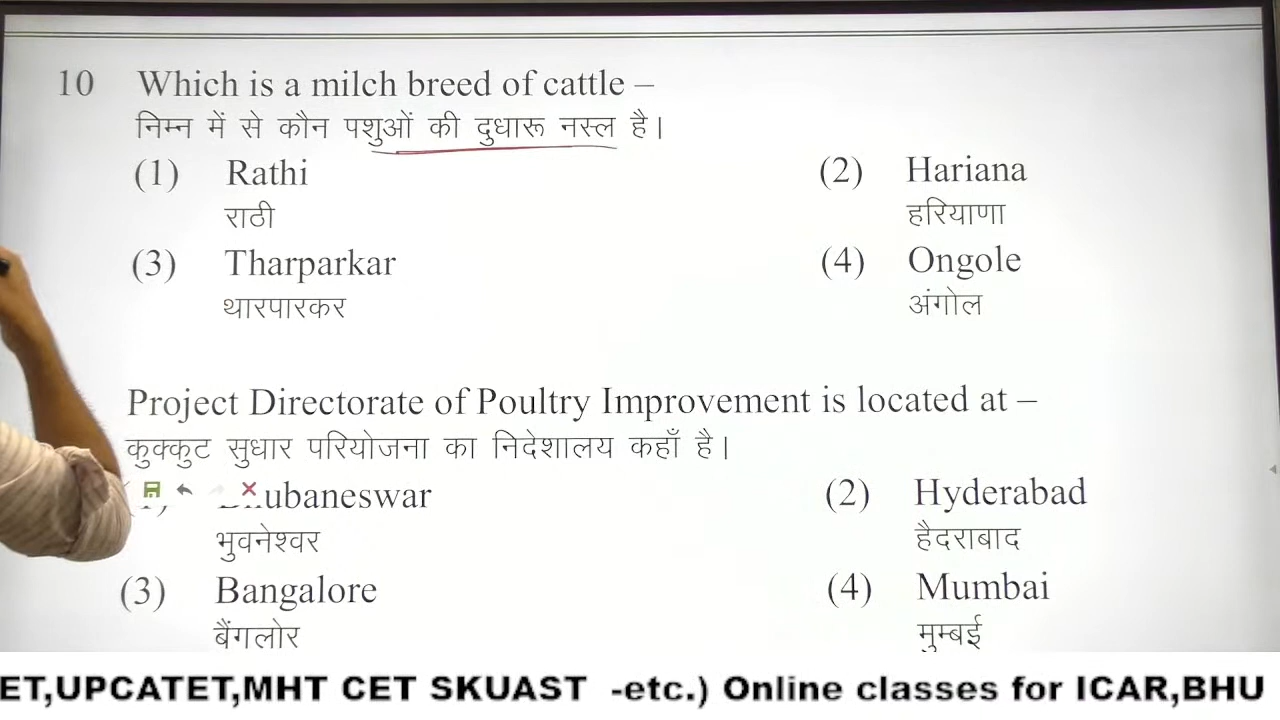 10 Which is a milch breed of cattle –
निम्न में से कौन पशुओं की दुधारू नस्ल है।
(1) Rathi (2) Hariana
राठी हरियाणा
(3) Tharparkar (4) Ongole
थारपारकर अंगोल
Project Directorate of Poultry Improvement is located at –
कुक्कुट सुधार परियोजना का निदेशालय कहाँ है।
ubaneswar (2) Hyderabad
भुवनेश्वर हैदराबाद
(3) Bangalore (4) Mumbai
बैंगलोर मुम्बई
ET,UPCATET,MHT CET SKUAST -etc.) Online classes for ICAR,BHU